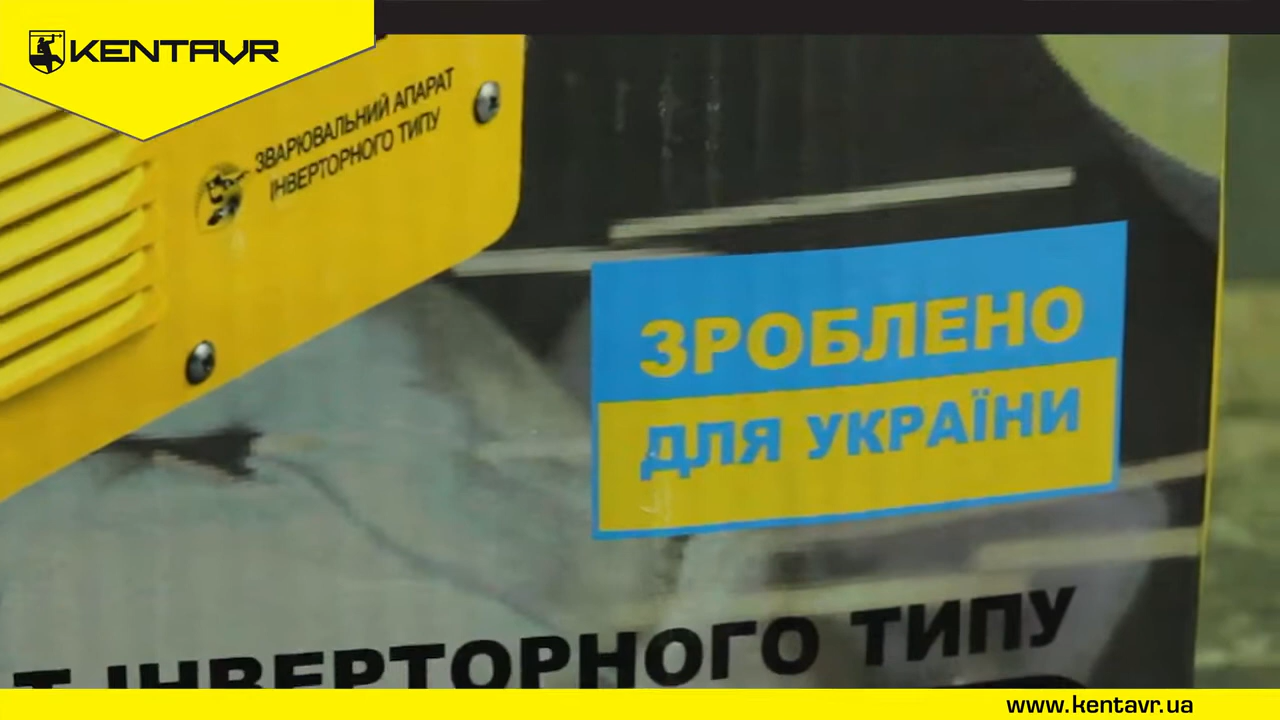 KENTAVR
ЗВАРЮВАЛЬНИЙ АПАРАТ
ІНВЕРТОРНОГО ТИПУ
ЗРОБЛЕНО
ДЛЯ УКРАЇНИ
Т ІНВЕРТОРНОГО ТИПУ
www.kentavr.ua